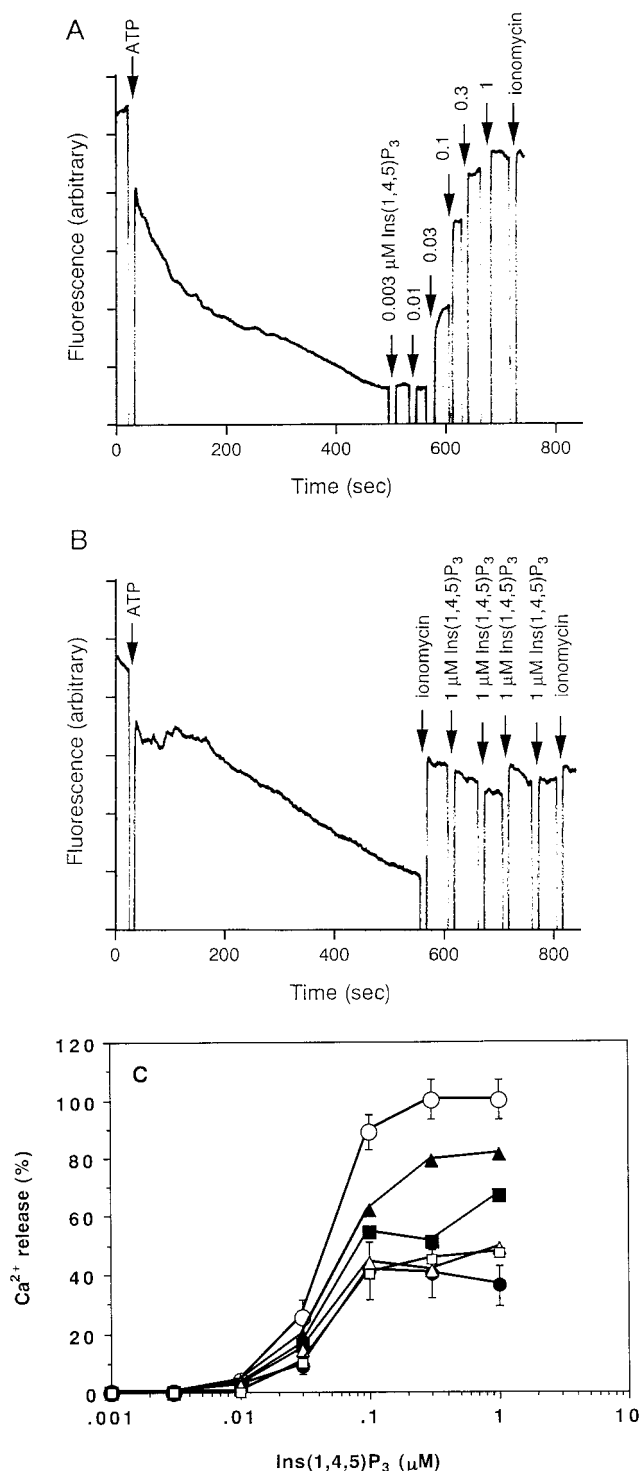 A
ATP
0.003 μM Ins(1,4,5)P3
0.01
0.03
0.1
0.3
1
ionomycin
Fluorescence (arbitrary)
0
200
400
600
800
Time (sec)
B
ATP
ionomycin
1 μM Ins(1,4,5)P3
1 μM Ins(1,4,5)P3
1 μM Ins(1,4,5)P3
1 μM Ins(1,4,5)P3
ionomycin
Fluorescence (arbitrary)
0
200
400
600
800
Time (sec)
C
120
100
80
60
40
20
0
Ca2+ release (%)
.001
.01
.1
1
10
Ins(1,4,5)P3 (μM)